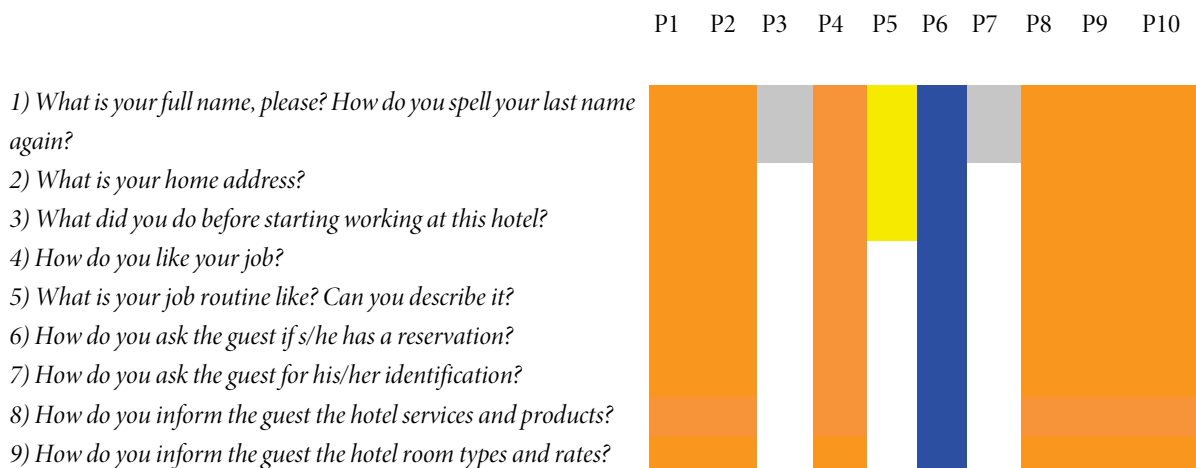 P1 P2 P3 P4 P5 P6 P7 P8 P9 P10
1) What is your full name, please? How do you spell your last name
again?
2) What is your home address?
3) What did you do before starting working at this hotel?
4) How do you like your job?
5) What is your job routine like? Can you describe it?
6) How do you ask the guest if s/he has a reservation?
7) How do you ask the guest for his/her identification?
8) How do you inform the guest the hotel services and products?
9) How do you inform the guest the hotel room types and rates?